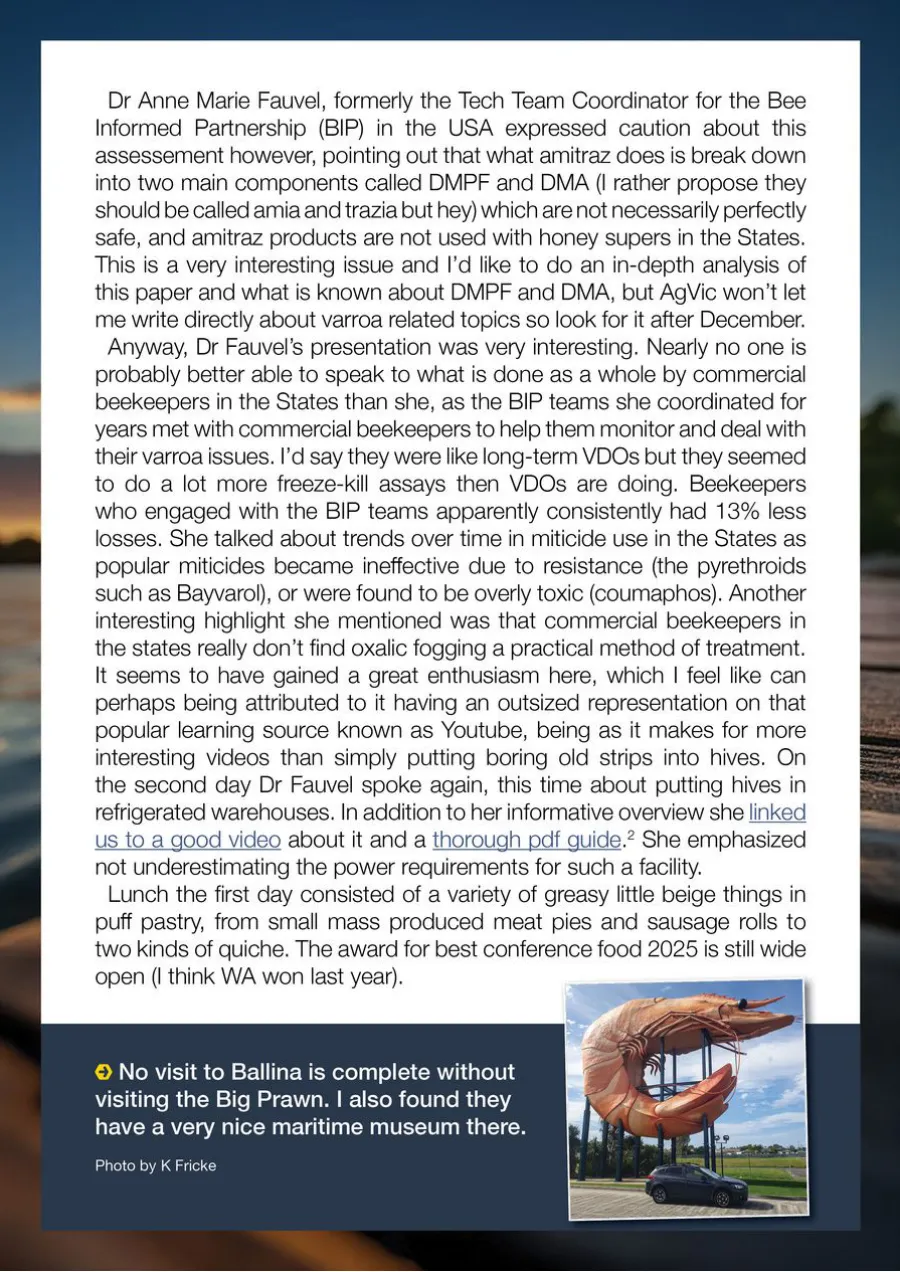 Dr Anne Marie Fauvel, formerly the Tech Team Coordinator for the Bee
Informed Partnership (BIP) in the USA expressed caution about this
assessement however, pointing out that what amitraz does is break down
into two main components called DMPF and DMA (I rather propose they
should be called amia and trazia but hey) which are not necessarily perfectly
safe, and amitraz products are not used with honey supers in the States.
This is a very interesting issue and I’d like to do an in-depth analysis of
this paper and what is known about DMPF and DMA, but AgVic won’t let
me write directly about varroa related topics so look for it after December.
Anyway, Dr Fauvel’s presentation was very interesting. Nearly no one is
probably better able to speak to what is done as a whole by commercial
beekeepers in the States than she, as the BIP teams she coordinated for
years met with commercial beekeepers to help them monitor and deal with
their varroa issues. I’d say they were like long-term VDOs but they seemed
to do a lot more freeze-kill assays then VDOs are doing. Beekeepers
who engaged with the BIP teams apparently consistently had 13% less
losses. She talked about trends over time in miticide use in the States as
popular miticides became ineffective due to resistance (the pyrethroids
such as Bayvarol), or were found to be overly toxic (coumaphos). Another
interesting highlight she mentioned was that commercial beekeepers in
the states really don’t find oxalic fogging a practical method of treatment.
It seems to have gained a great enthusiasm here, which I feel like can
perhaps being attributed to it having an outsized representation on that
popular learning source known as Youtube, being as it makes for more
interesting videos than simply putting boring old strips into hives. On
the second day Dr Fauvel spoke again, this time about putting hives in
refrigerated warehouses. In addition to her informative overview she linked
us to a good video about it and a thorough pdf guide.² She emphasized
not underestimating the power requirements for such a facility.
Lunch the first day consisted of a variety of greasy little beige things in
puff pastry, from small mass produced meat pies and sausage rolls to
two kinds of quiche. The award for best conference food 2025 is still wide
open (I think WA won last year).
No visit to Ballina is complete without
visiting the Big Prawn. I also found they
have a very nice maritime museum there.
Photo by K Fricke